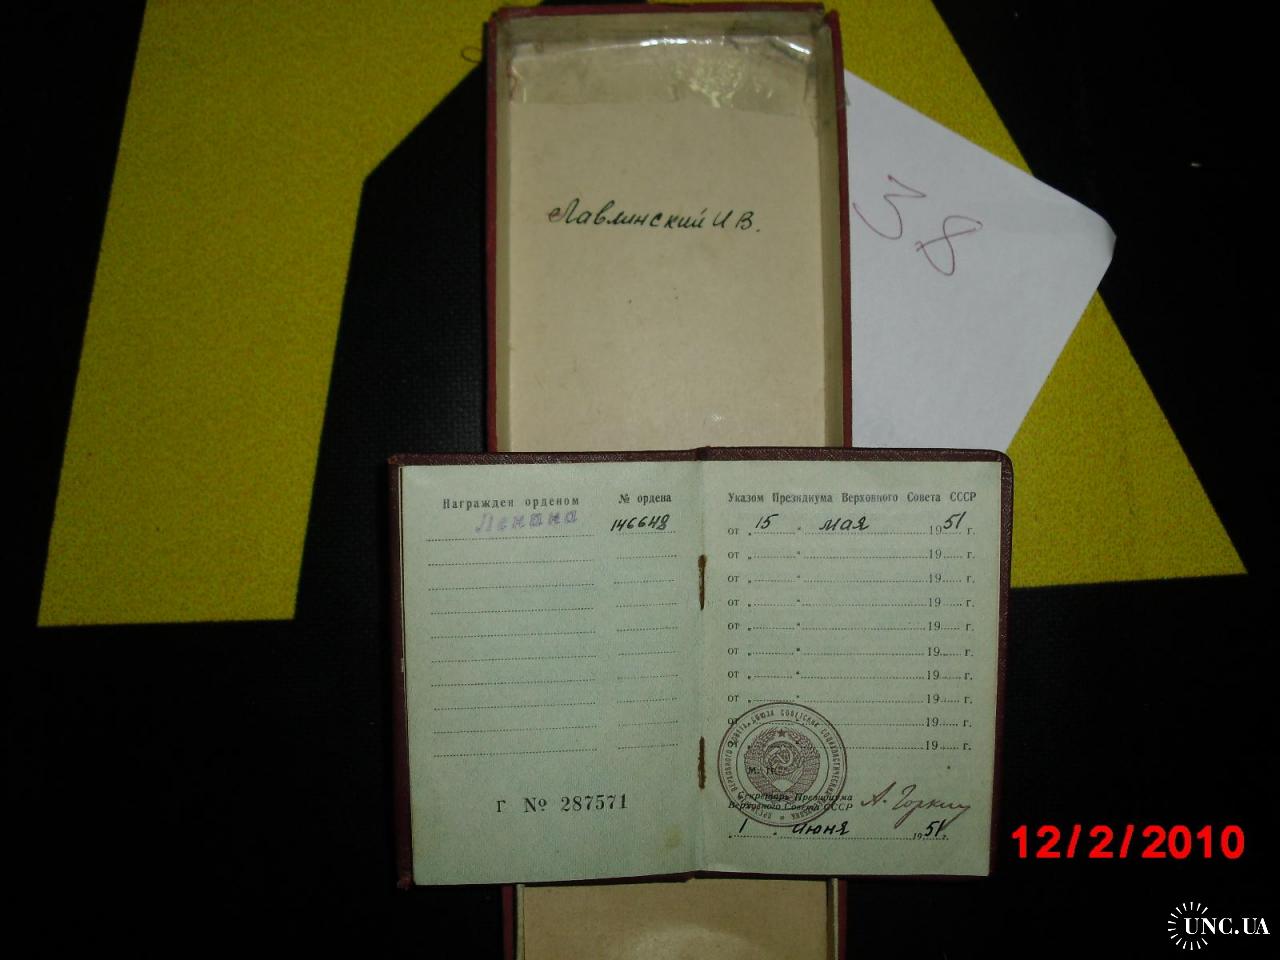 Лавлинский И В.
38
Награжден орденом
№ ордена
Ленина
146648
Г № 287571
Указом Президиума Верховного Совета СССР
от „ 15 " мая 1951 г.
от „ " 19 г.
от „ " 19 г.
от „ " 19 г.
от „ " 19 г.
от „ " 19 г.
от „ " 19 г.
от „ " 19 г.
от „ " 19 г.
19 г.
М. П.
Секретарь Президиума
Верховного Совета СССР
А. Горкин
„ 1 " июня 1951 г.
12/2/2010
UNC.UA